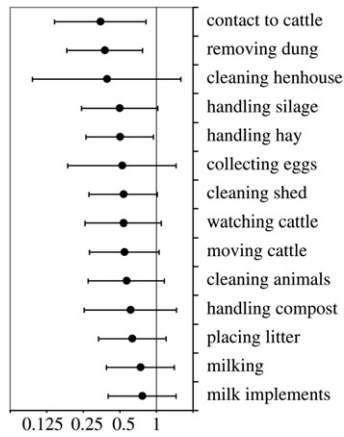 contact to cattle
removing dung
cleaning henhouse
handling silage
handling hay
collecting eggs
cleaning shed
watching cattle
moving cattle
cleaning animals
handling compost
placing litter
milking
milk implements
0.125 0.25 0.5 1